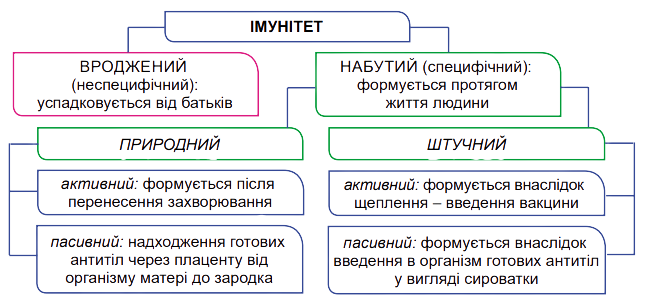 ІМУНІТЕТ
ВРОДЖЕНИЙ
(неспецифічний):
успадковується від батьків
НАБУТИЙ (специфічний):
формується протягом
життя людини
ПРИРОДНИЙ
ШТУЧНИЙ
активний: формується після
перенесення захворювання
активний: формується внаслідок
щеплення – введення вакцини
пасивний: надходження готових
антитіл через плаценту від
організму матері до зародка
пасивний: формується внаслідок
введення в організм готових антитіл
у вигляді сироватки